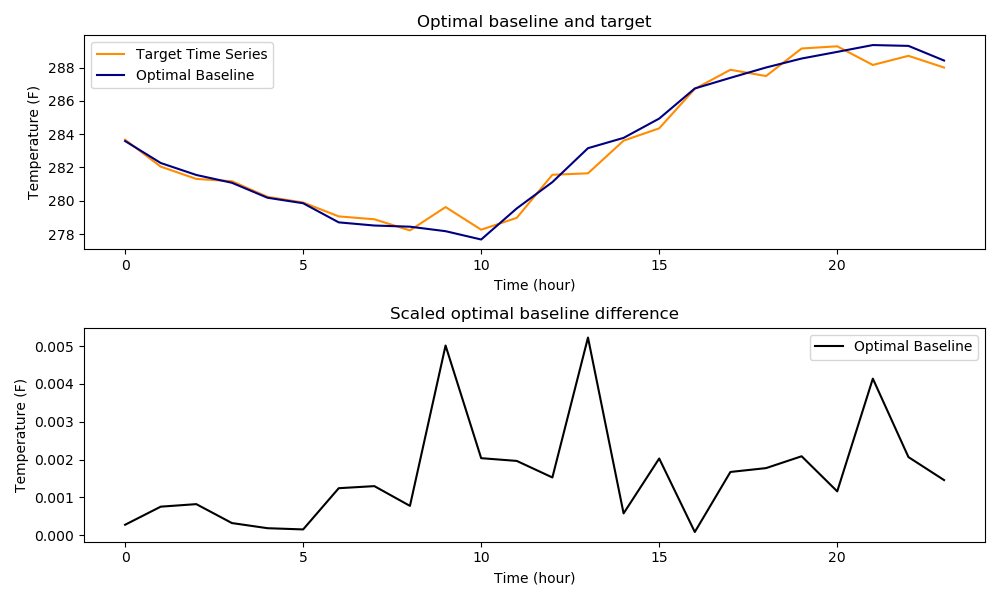 Optimal baseline and target
Target Time Series
Optimal Baseline
Temperature (F)
288
286
284
282
280
278
0
5
10
15
20
Time (hour)
Scaled optimal baseline difference
Optimal Baseline
Temperature (F)
0.005
0.004
0.003
0.002
0.001
0.000
0
5
10
15
20
Time (hour)